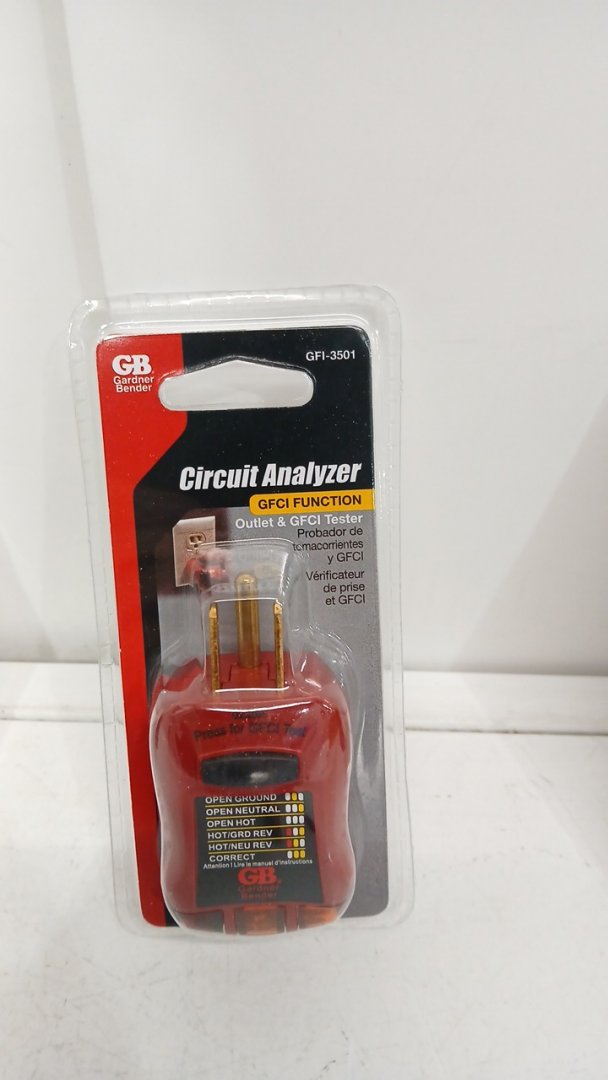 GB
Gardner
Bender
GFI-3501
Circuit Analyzer
GFCI FUNCTION
Outlet & GFCI Tester
Probador de
tomacorrientes
y GFCI
Vérificateur
de prise
et GFCI
Press for GFCI Test
OPEN GROUND
OPEN NEUTRAL
OPEN HOT
HOT/GRD REV
HOT/NEU REV
CORRECT
Attention ! Lire le manuel d'instructions
GB
Gardner
Bender